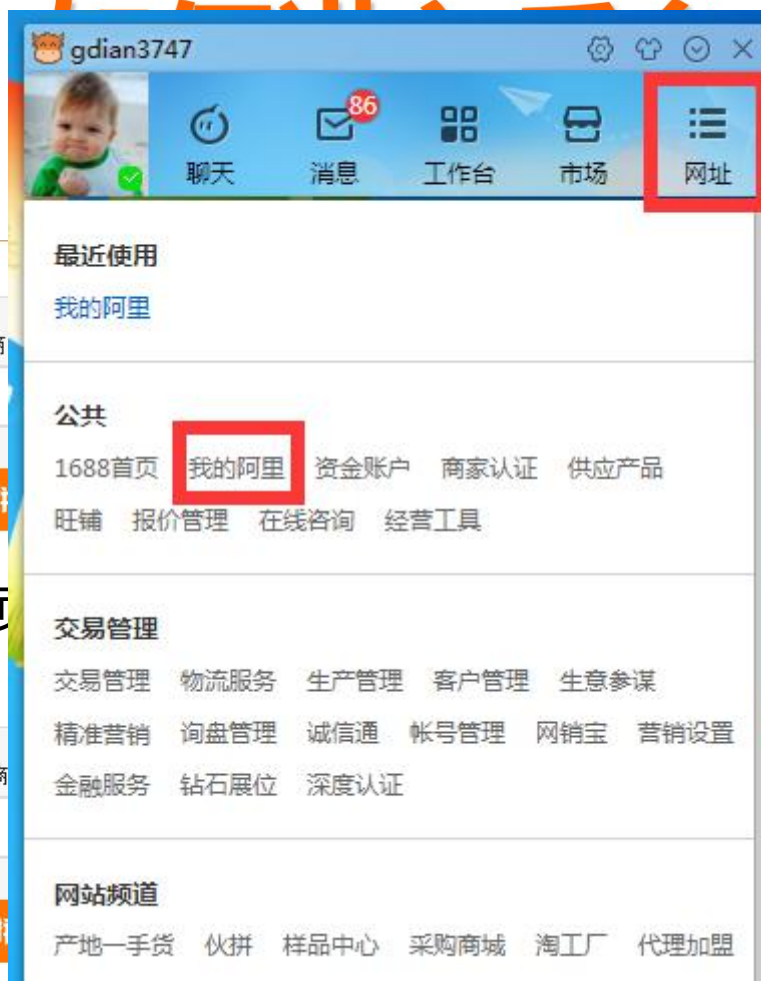 gdian3747
86
聊天 消息 工作台 市场 网址
最近使用
我的阿里
公共
1688首页 我的阿里 资金账户 商家认证 供应产品
旺铺 报价管理 在线咨询 经营工具
交易管理
交易管理 物流服务 生产管理 客户管理 生意参谋
精准营销 询盘管理 诚信通 帐号管理 网销宝 营销设置
金融服务 钻石展位 深度认证
网站频道
产地一手货 伙拼 样品中心 采购商城 淘工厂 代理加盟